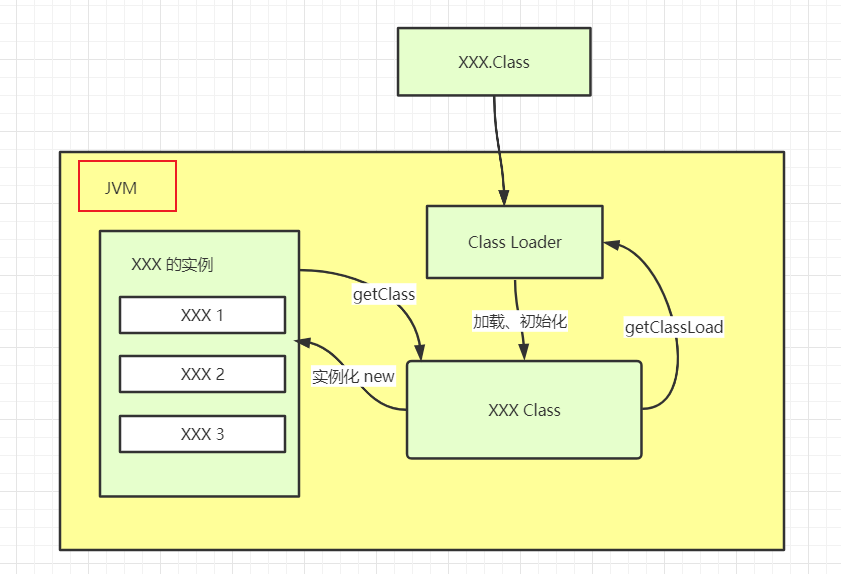 XXX.Class
JVM
Class Loader
XXX 的实例
getClass
XXX 1
加载、初始化
getClassLoad
XXX 2
实例化 new
XXX Class
XXX 3